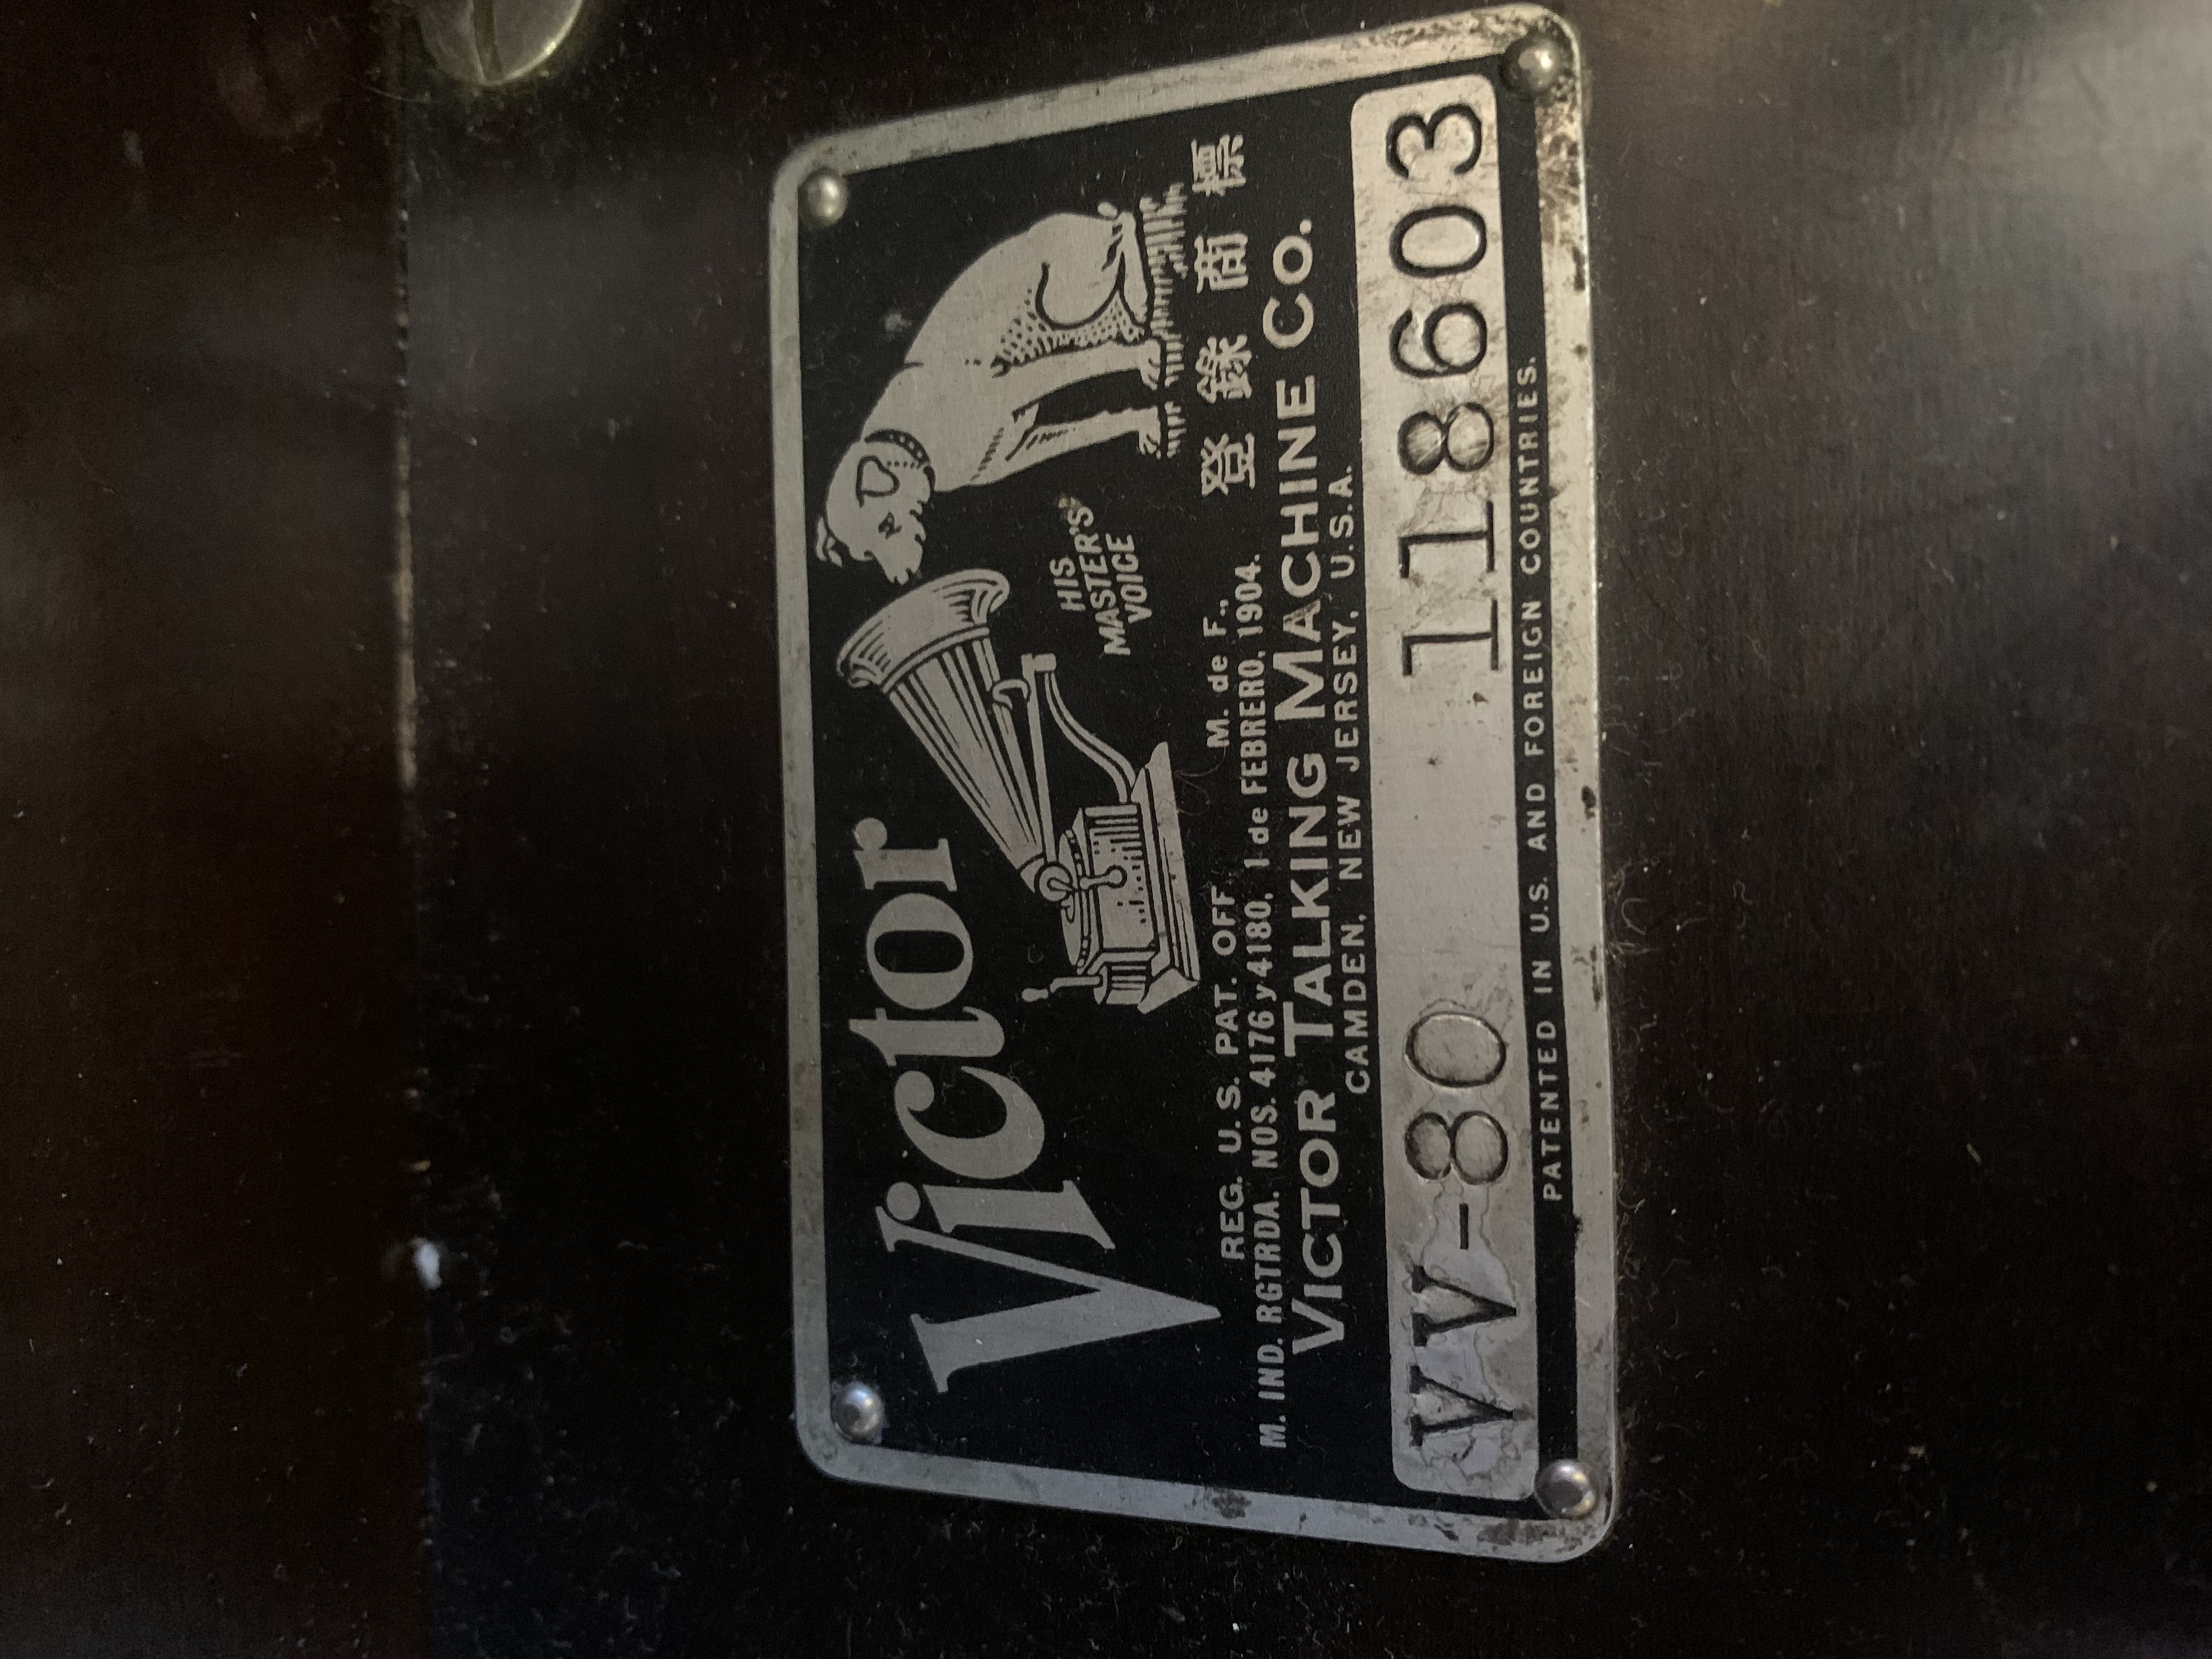 Victor
HIS
MASTER'S
VOICE
REG. U.S. PAT. OFF. M. de F., 登錄商標
M. IND. RGTRDA. NOS. 4176 y 4180, 1 de FEBRERO, 1904.
VICTOR TALKING MACHINE CO.
CAMDEN, NEW JERSEY, U.S.A.
VV-80 118603
PATENTED IN U.S. AND FOREIGN COUNTRIES.